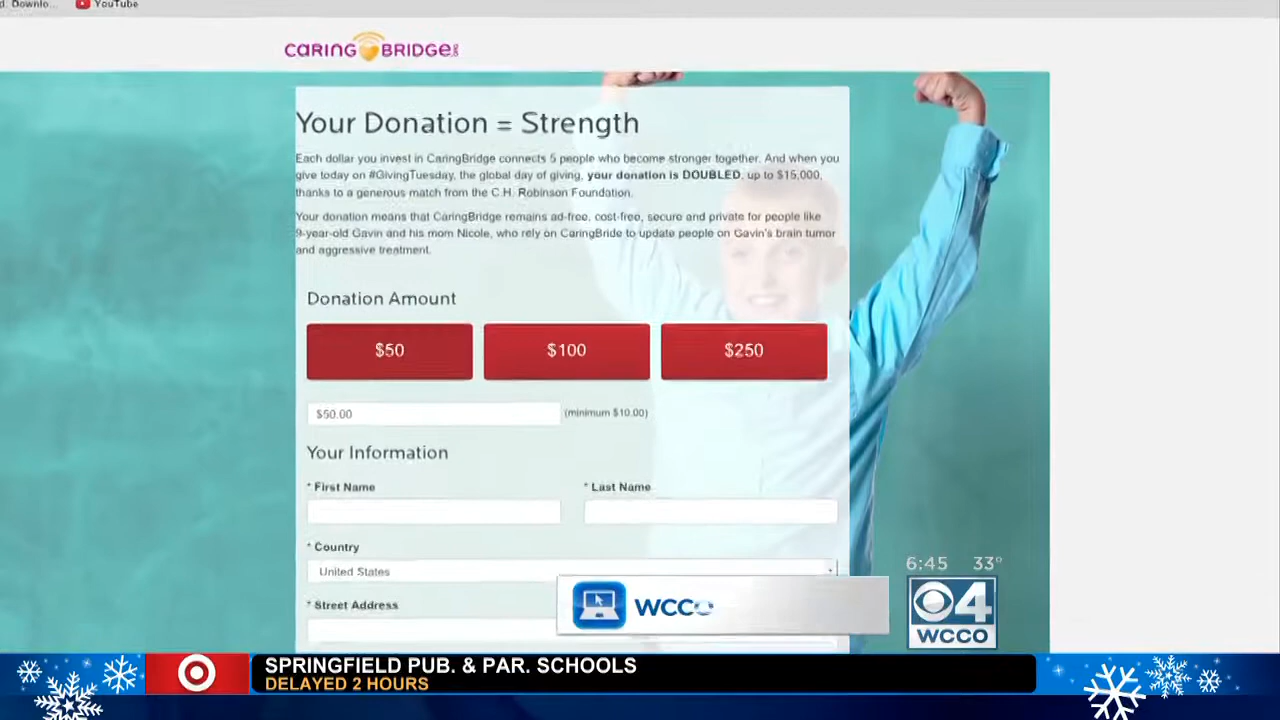 YouTube
CARING BRIDGE
Your Donation = Strength
Each dollar you invest in CaringBridge connects 5 people who become stronger together. And when you
give today on #GivingTuesday, the global day of giving, your donation is DOUBLED, up to $15,000,
thanks to a generous match from the C.H. Robinson Foundation.
Your donation means that CaringBridge remains ad-free, cost-free, secure and private for people like
9-year-old Gavin and his mom Nicole, who rely on CaringBride to update people on Gavin's brain tumor
and aggressive treatment.
Donation Amount
$50 $100 $250
$50.00 (minimum $10.00)
Your Information
* First Name * Last Name
* Country
United States
* Street Address
WCCO
6:45 33°
4
WCCO
SPRINGFIELD PUB. & PAR. SCHOOLS
DELAYED 2 HOURS